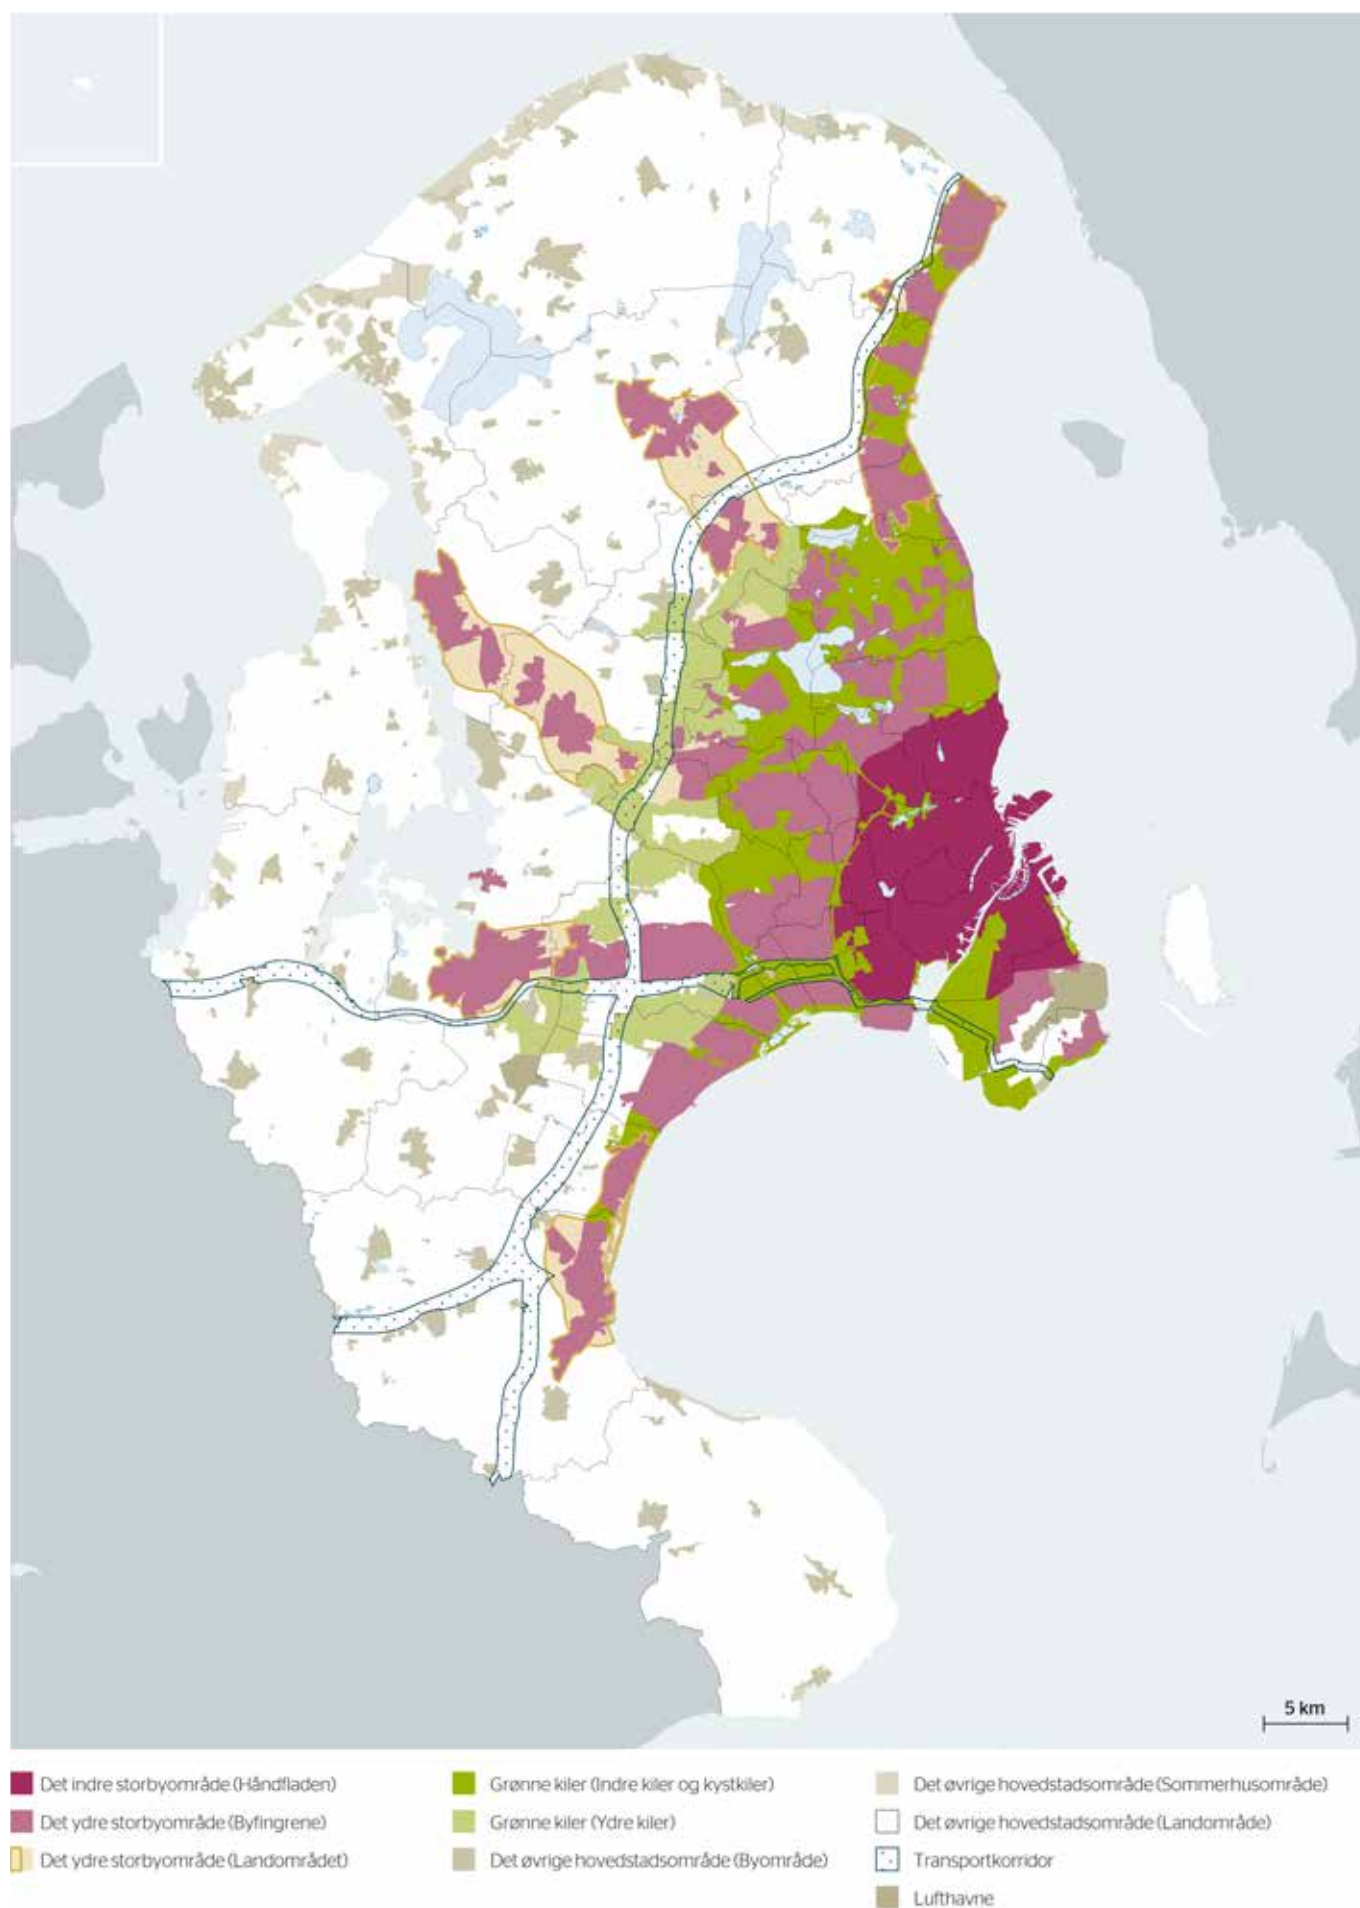 5 km
Det indre storbyområde (Håndfladen)
Det ydre storbyområde (Byfingrene)
Det ydre storbyområde (Landområdet)
Grønne kiler (Indre kiler og kystkiler)
Grønne kiler (Ydre kiler)
Det øvrige hovedstadsområde (Byområde)
Det øvrige hovedstadsområde (Sommerhusområde)
Det øvrige hovedstadsområde (Landområde)
Transportkorridor
Lufthavne